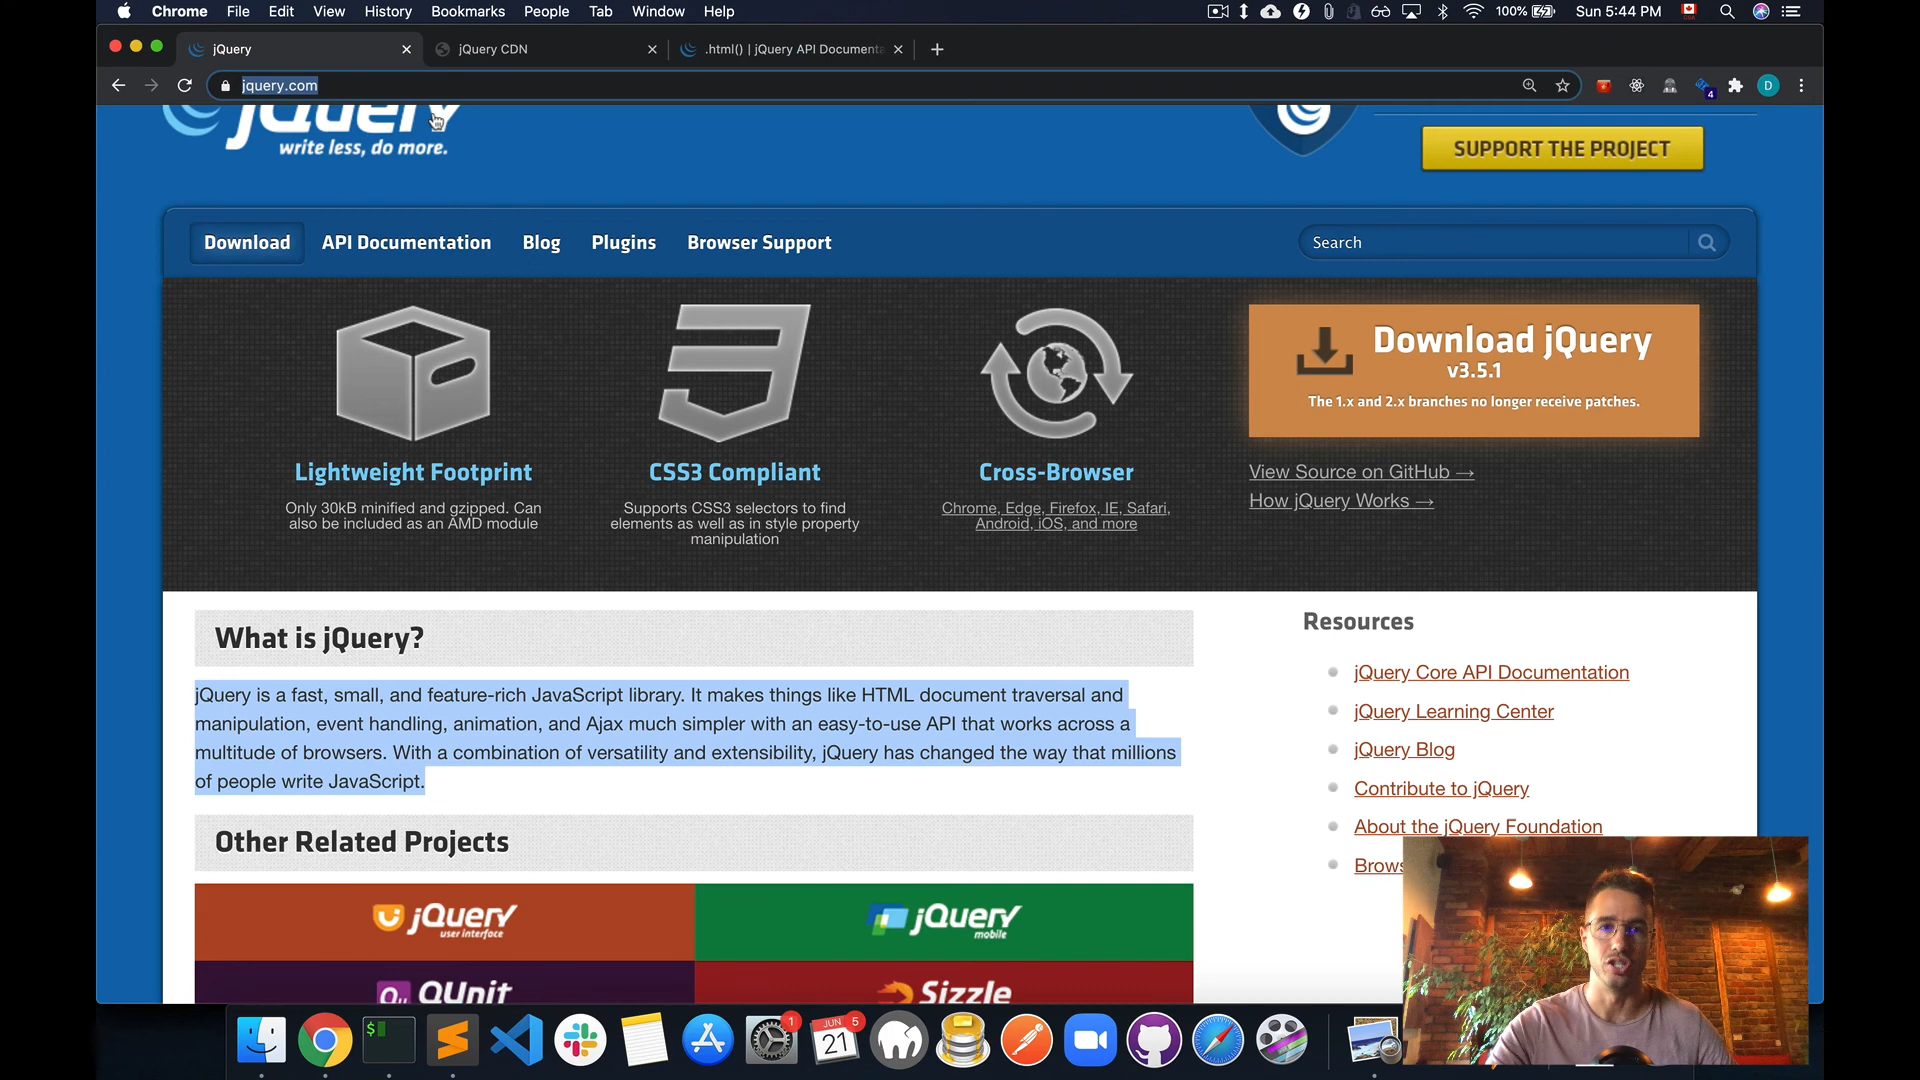 Chrome File Edit View History Bookmarks People Tab Window Help 100% Sun 5:44 PM
jQuery jQuery CDN .html() | jQuery API Documenta
jquery.com 4 D
jQuery
write less, do more.
SUPPORT THE PROJECT
Download API Documentation Blog Plugins Browser Support Search
Download jQuery
v3.5.1
The 1.x and 2.x branches no longer receive patches.
Lightweight Footprint CSS3 Compliant Cross-Browser View Source on GitHub →
How jQuery Works →
Only 30kB minified and gzipped. Can
also be included as an AMD module
Supports CSS3 selectors to find
elements as well as in style property
manipulation
Chrome, Edge, Firefox, IE, Safari,
Android, iOS, and more
What is jQuery?
jQuery is a fast, small, and feature-rich JavaScript library. It makes things like HTML document traversal and
manipulation, event handling, animation, and Ajax much simpler with an easy-to-use API that works across a
multitude of browsers. With a combination of versatility and extensibility, jQuery has changed the way that millions
of people write JavaScript.
Other Related Projects
jQuery
user interface
jQuery
mobile
QUnit
Sizzle
Resources
jQuery Core API Documentation
jQuery Learning Center
jQuery Blog
Contribute to jQuery
About the jQuery Foundation
Brows
$ 1 JUN 5
21